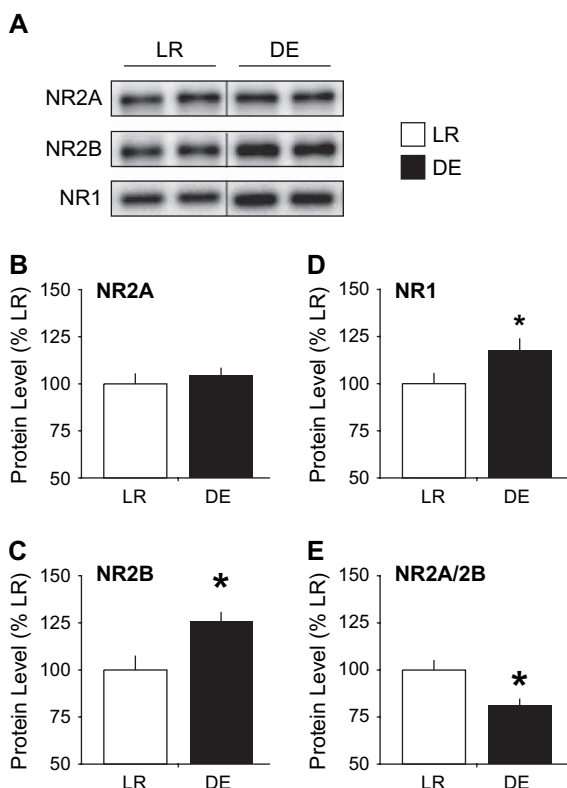 A
LR DE
NR2A
NR2B
NR1
LR
DE
B
NR2A
Protein Level (% LR)
150
125
100
75
50
LR DE
D
NR1
*
Protein Level (% LR)
150
125
100
75
50
LR DE
C
NR2B
*
Protein Level (% LR)
150
125
100
75
50
LR DE
E
NR2A/2B
*
Protein Level (% LR)
150
125
100
75
50
LR DE